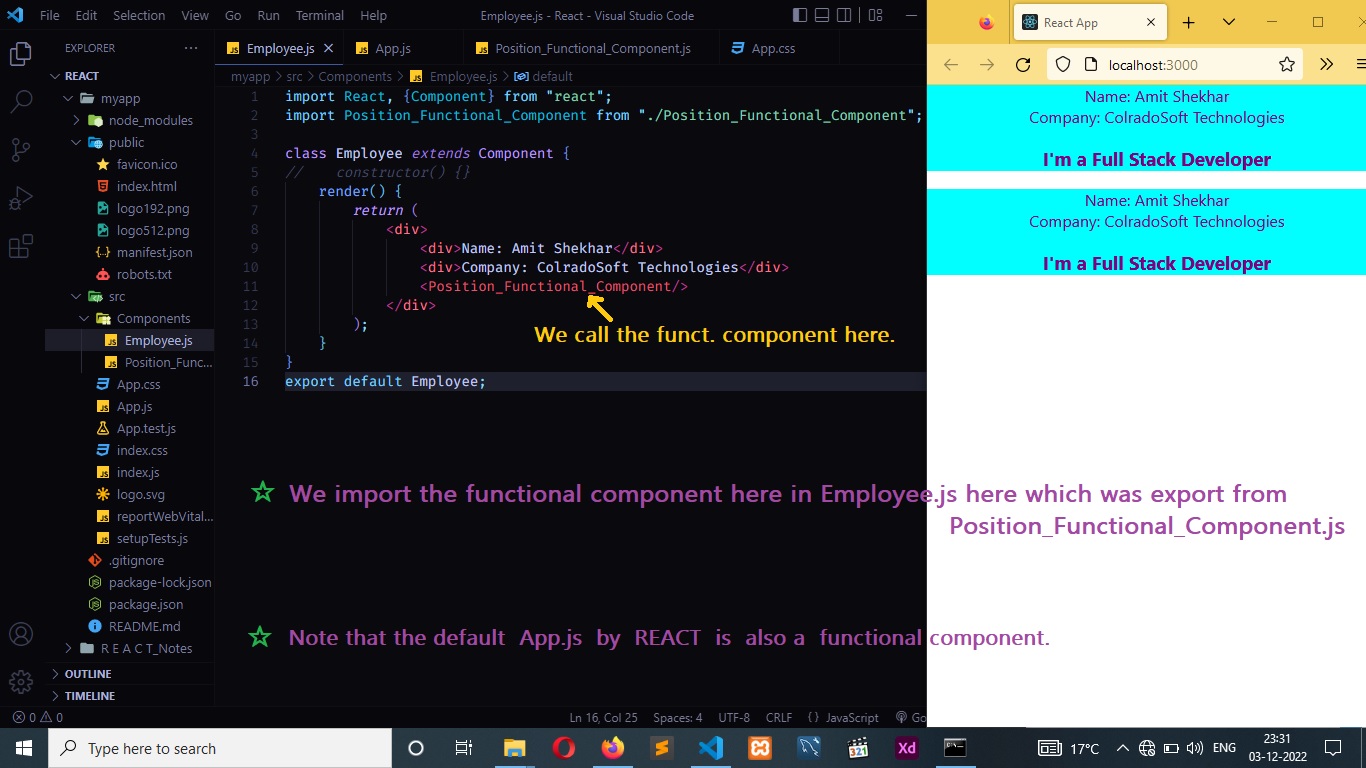 File Edit Selection View Go Run Terminal Help Employee.js - React - Visual Studio Code
EXPLORER
REACT
myapp
node_modules
public
favicon.ico
index.html
logo192.png
logo512.png
manifest.json
robots.txt
src
Components
Employee.js
Position_Func...
App.css
App.js
App.test.js
index.css
index.js
logo.svg
reportWebVital...
setupTests.js
.gitignore
package-lock.json
package.json
README.md
R E A C T_Notes
OUTLINE
TIMELINE
Employee.js App.js Position_Functional_Component.js App.css
myapp > src > Components > Employee.js > default
1 import React, {Component} from "react";
2 import Position_Functional_Component from "./Position_Functional_Component";
3
4 class Employee extends Component {
5 // constructor() {}
6 render() {
7 return (
8 <div>
9 <div>Name: Amit Shekhar</div>
10 <div>Company: ColradoSoft Technologies</div>
11 <Position_Functional_Component/>
12 </div>
13 );
14 }
15 }
16 export default Employee;
We call the funct. component here.
☆ We import the functional component here in Employee.js here which was export from
Position_Functional_Component.js
☆ Note that the default App.js by REACT is also a functional component.
React App
localhost:3000
Name: Amit Shekhar
Company: ColradoSoft Technologies
I'm a Full Stack Developer
Name: Amit Shekhar
Company: ColradoSoft Technologies
I'm a Full Stack Developer
0 0 Ln 16, Col 25 Spaces: 4 UTF-8 CRLF {} JavaScript Go
Type here to search
Xd
17°C ENG
23:31
03-12-2022